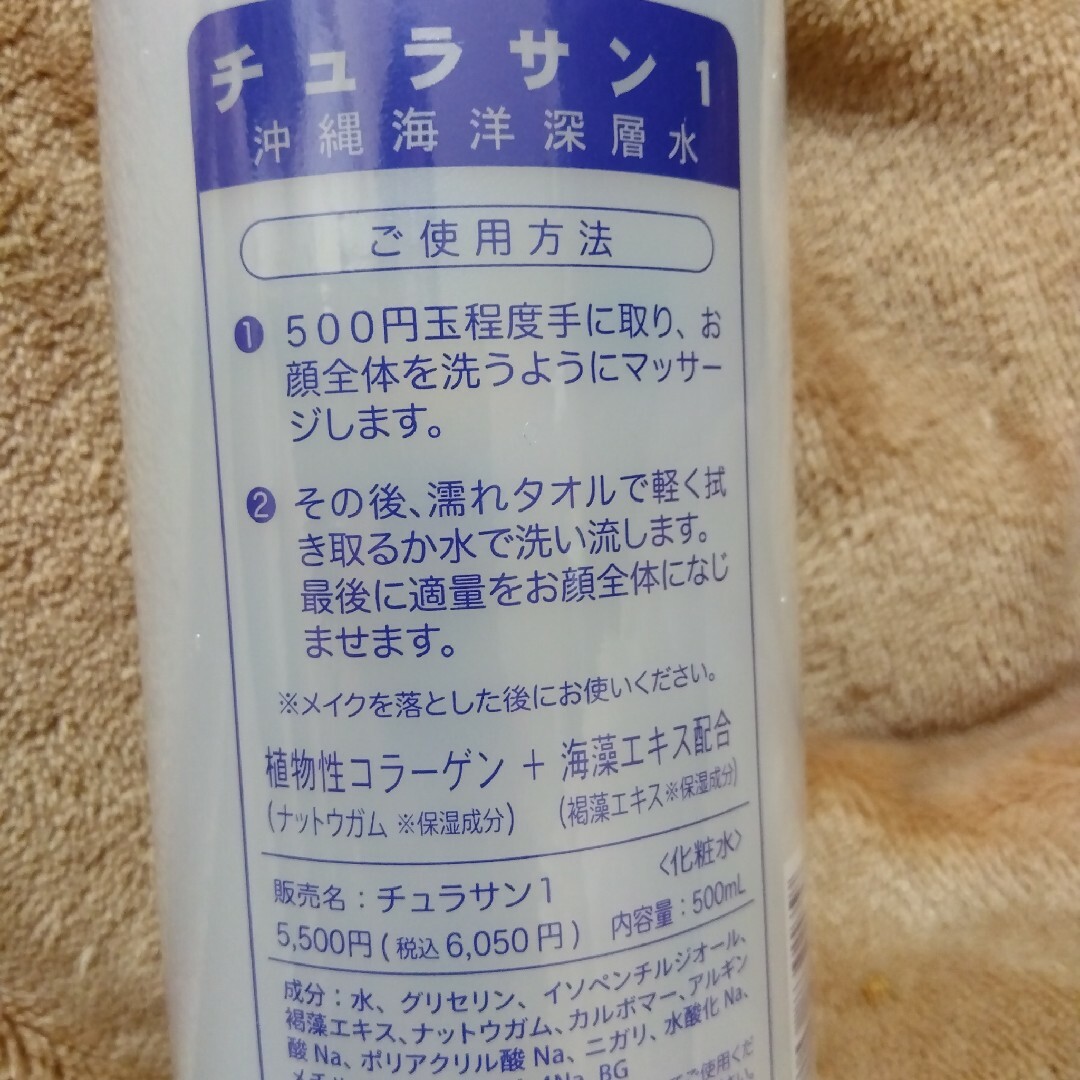 チュラサン1
沖縄海洋深層水
ご使用方法
1 500円玉程度手に取り、お
顔全体を洗うようにマッサー
ジします。
2 その後、濡れタオルで軽く拭
き取るか水で洗い流します。
最後に適量をお顔全体になじ
ませます。
※メイクを落とした後にお使いください。
植物性コラーゲン + 海藻エキス配合
(ナットウガム ※保湿成分) (褐藻エキス※保湿成分)
〈化粧水〉
販売名:チュラサン1
5,500円(税込6,050円) 内容量:500mL
成分:水、グリセリン、イソペンチルジオール、
褐藻エキス、ナットウガム、カルボマー、アルギン
酸Na、ポリアクリル酸Na、ニガリ、水酸化Na、
4Na、BG
ご使用くだ